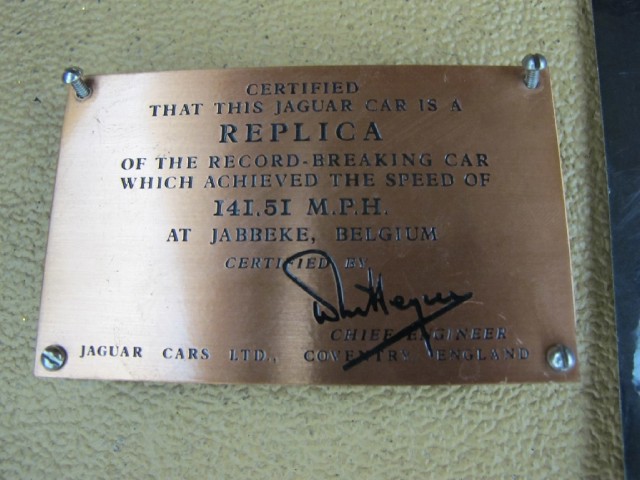 CERTIFIED
THAT THIS JAGUAR CAR IS A
REPLICA
OF THE RECORD-BREAKING CAR
WHICH ACHIEVED THE SPEED OF
141.51 M.P.H.
AT JABBEKE, BELGIUM
CERTIFIED BY
CHIEF ENGINEER
JAGUAR CARS LTD., COVENTRY, ENGLAND